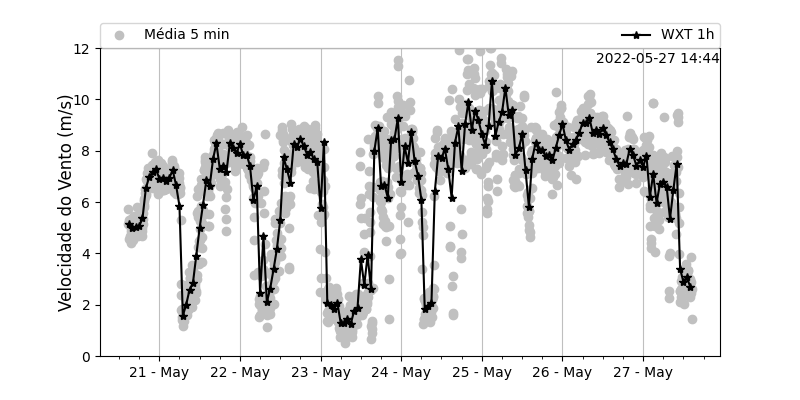 Média 5 min
WXT 1h
2022-05-27 14:44
Velocidade do Vento (m/s)
12
10
8
6
4
2
0
21 - May
22 - May
23 - May
24 - May
25 - May
26 - May
27 - May